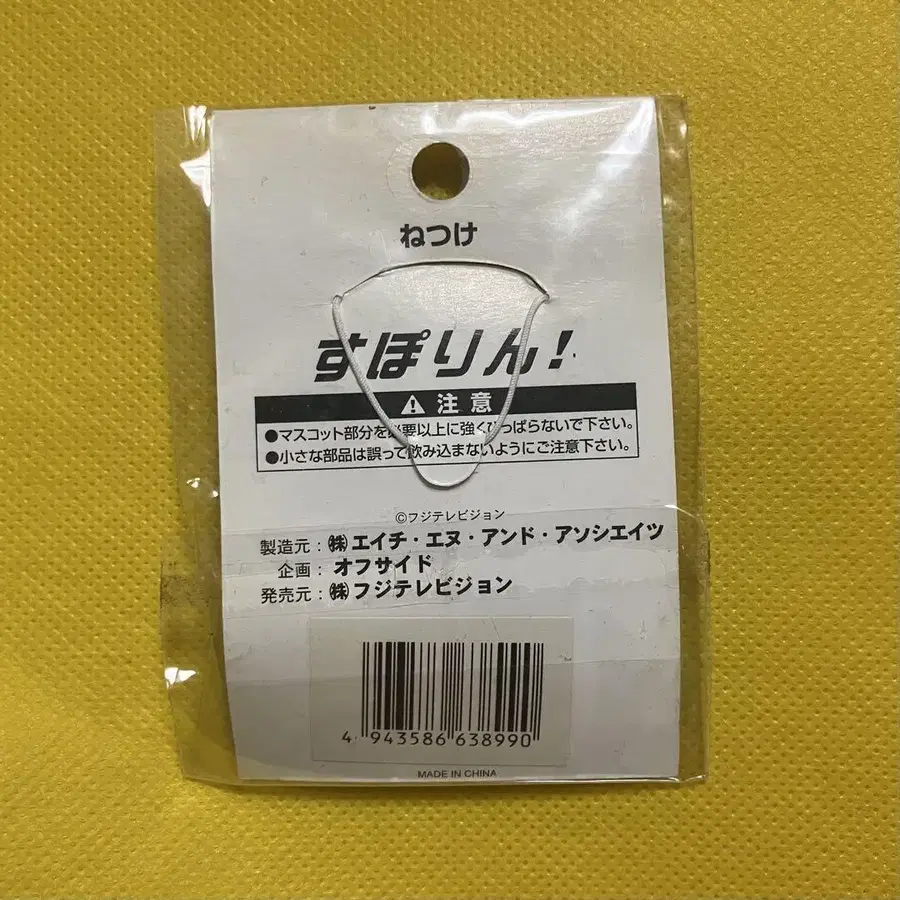 ねつけ
すぽりん!
注意
●マスコット部分を必要以上に強くひっぱらないで下さい。
●小さな部品は誤って飲み込まないようにご注意下さい。
©フジテレビジョン
製造元:㈱エイチ・エヌ・アンド・アソシエイツ
企画:オフサイド
発売元:㈱フジテレビジョン
4 943586 638990
MADE IN CHINA